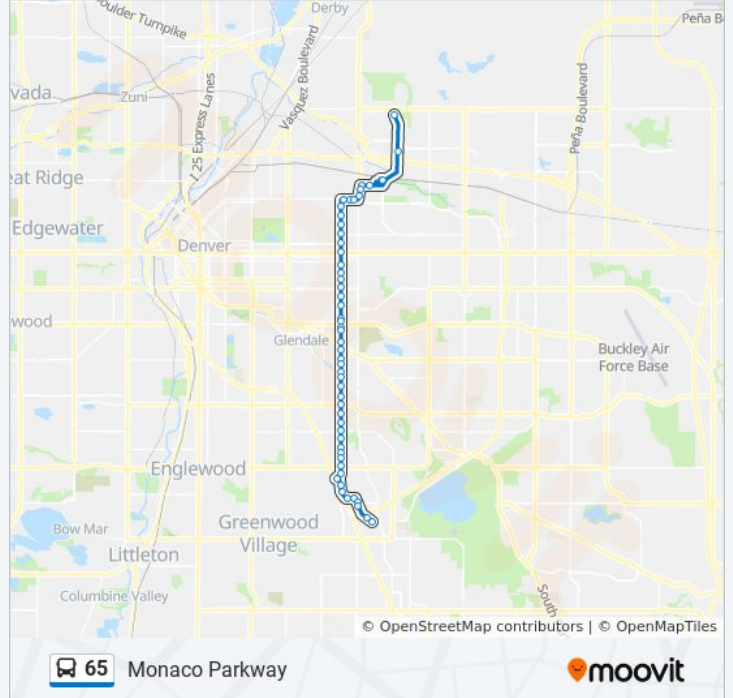 Derby
oulder Turnpike
Peña B
Vasquez Boulevard
vada
Zuni
I 25 Express Lanes
Peña Boulevard
eat Ridge
Edgewater
Denver
wood
Glendale
Buckley Air
Force Base
Englewood
Greenwood
Village
Bow Mar
Littleton
Columbine Valley
South
© OpenStreetMap contributors | © OpenMapTiles
65 Monaco Parkway
moovit